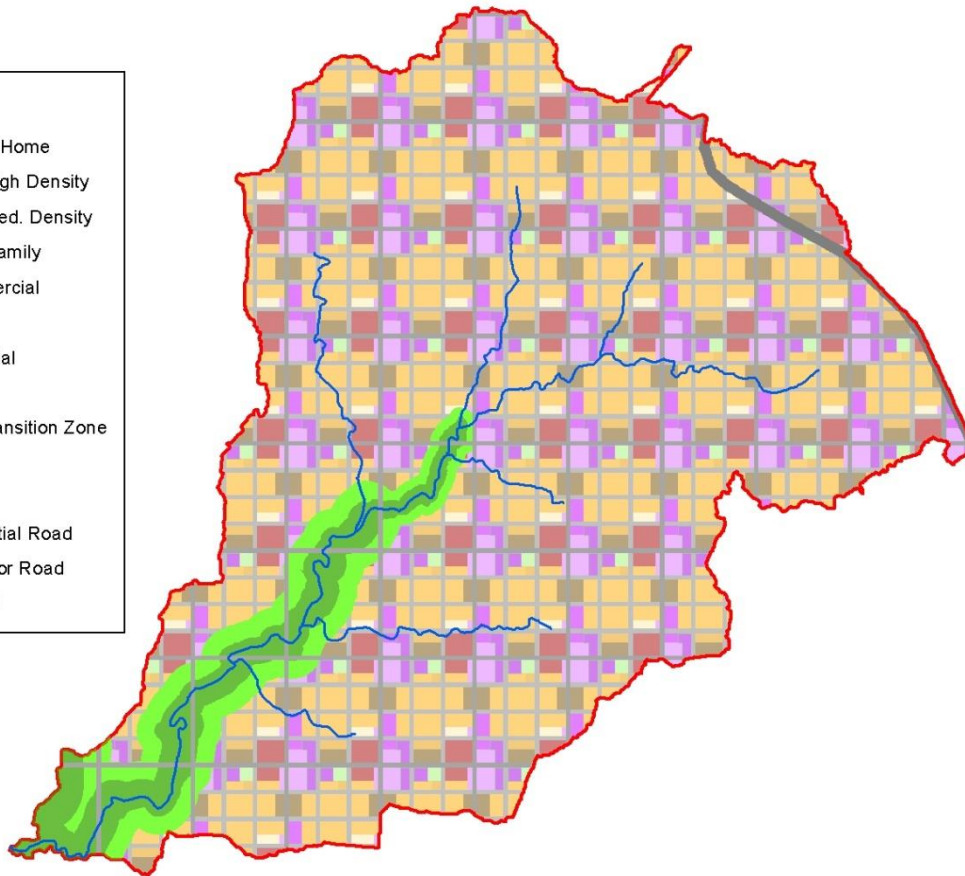 Home
gh Density
ed. Density
amily
ercial
al
ansition Zone
tial Road
or Road